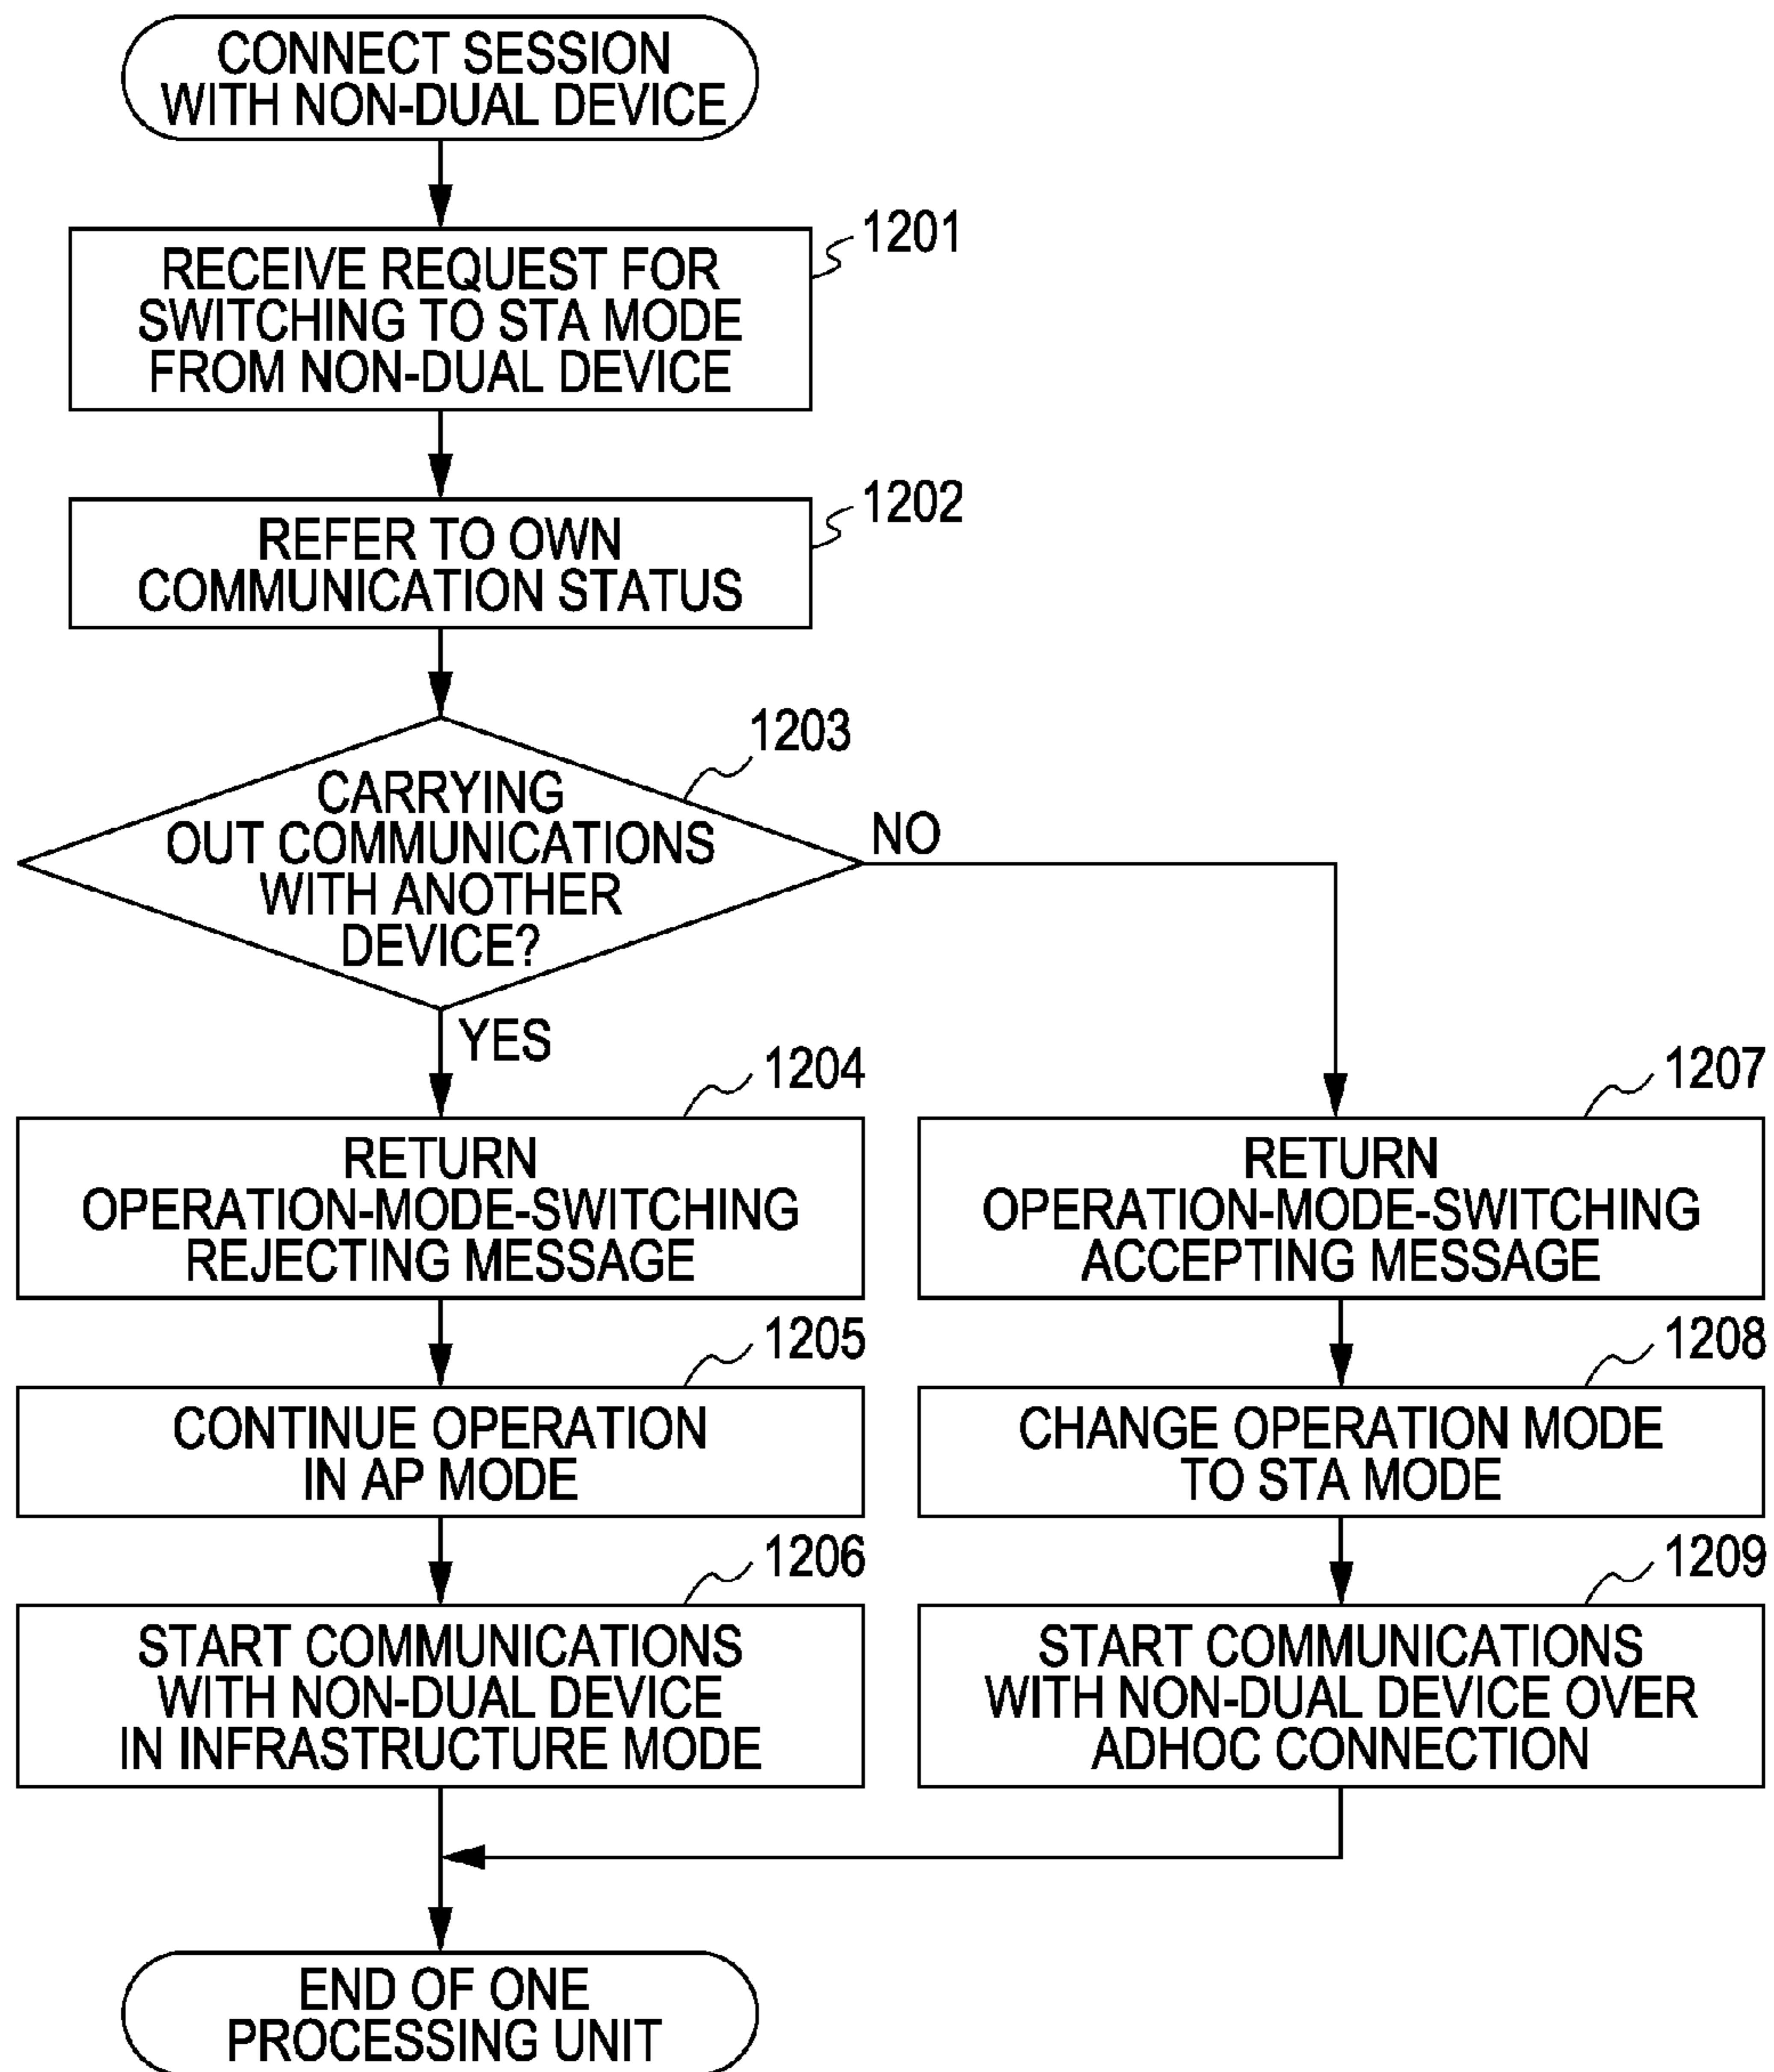 CONNECT SESSION
WITH NON-DUAL DEVICE
1201
RECEIVE REQUEST FOR
SWITCHING TO STA MODE
FROM NON-DUAL DEVICE
1202
REFER TO OWN
COMMUNICATION STATUS
1203
CARRYING
OUT COMMUNICATIONS
WITH ANOTHER
DEVICE?
NO
YES
1204
RETURN
OPERATION-MODE-SWITCHING
REJECTING MESSAGE
1205
CONTINUE OPERATION
IN AP MODE
1206
START COMMUNICATIONS
WITH NON-DUAL DEVICE
IN INFRASTRUCTURE MODE
1207
RETURN
OPERATION-MODE-SWITCHING
ACCEPTING MESSAGE
1208
CHANGE OPERATION MODE
TO STA MODE
1209
START COMMUNICATIONS
WITH NON-DUAL DEVICE OVER
ADHOC CONNECTION
END OF ONE
PROCESSING UNIT